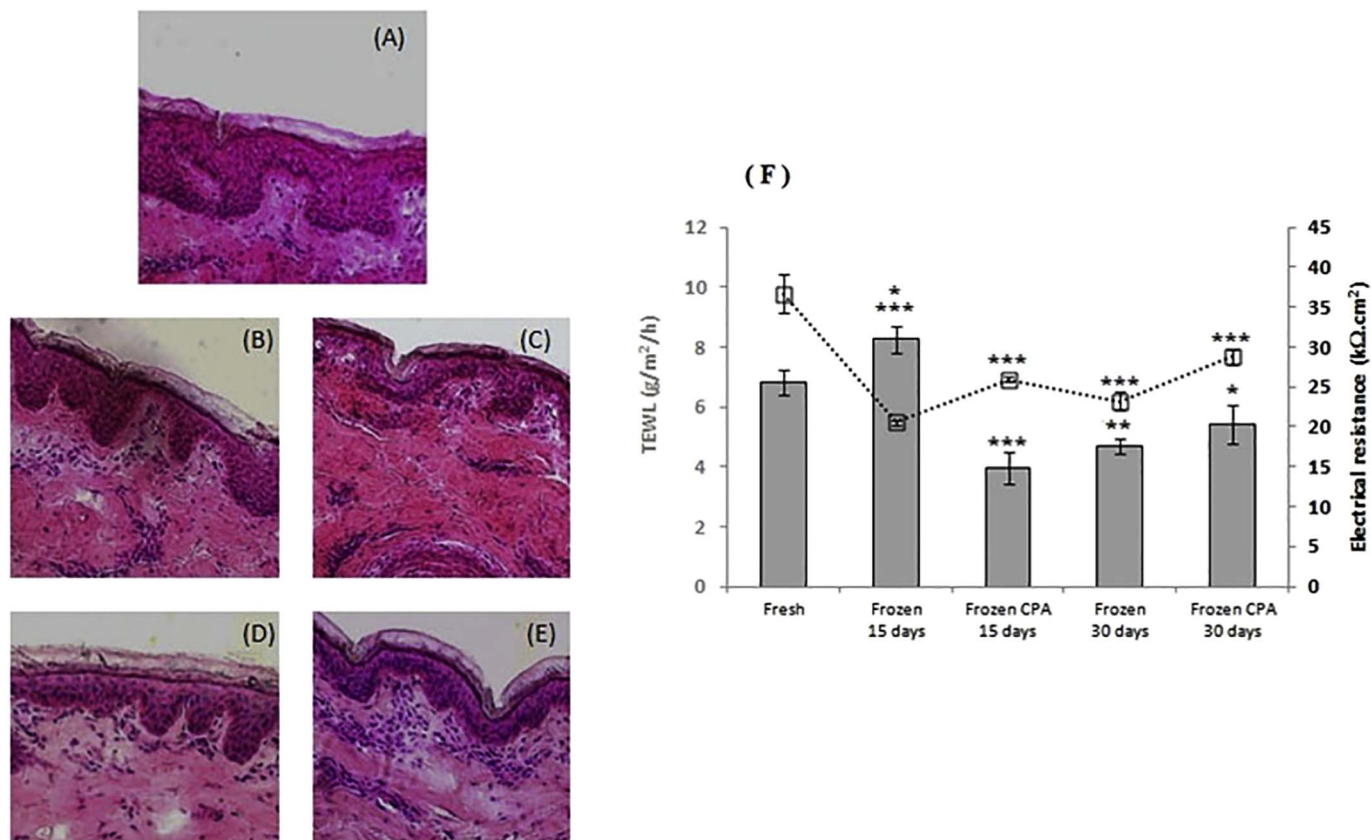 (A)
(B)
(C)
(D)
(E)
( F )
TEWL (g/m²/h)
12
10
8
6
4
2
0
*
***
***
***
***
**
***
*
45
40
35
30
25
20
15
10
5
0
Electrical resistance (kΩ.cm²)
Fresh
Frozen
15 days
Frozen CPA
15 days
Frozen
30 days
Frozen CPA
30 days